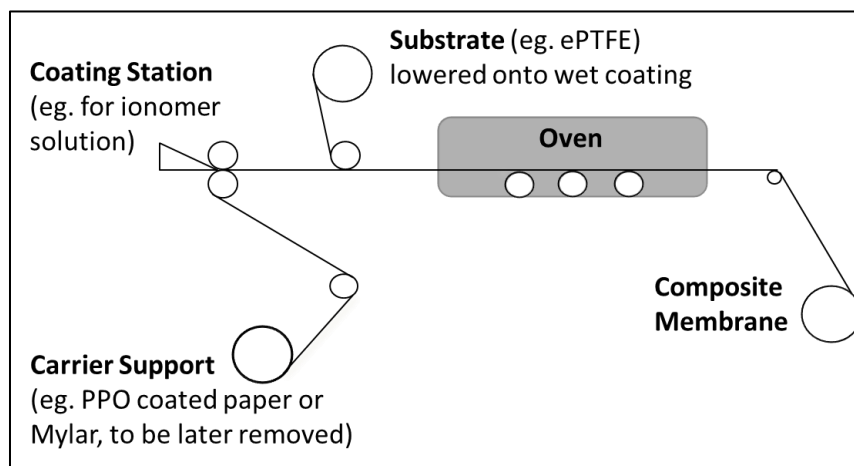 Coating Station
(eg. for ionomer
solution)
Substrate (eg. ePTFE)
lowered onto wet coating
Oven
Composite
Membrane
Carrier Support
(eg. PPO coated paper or
Mylar, to be later removed)